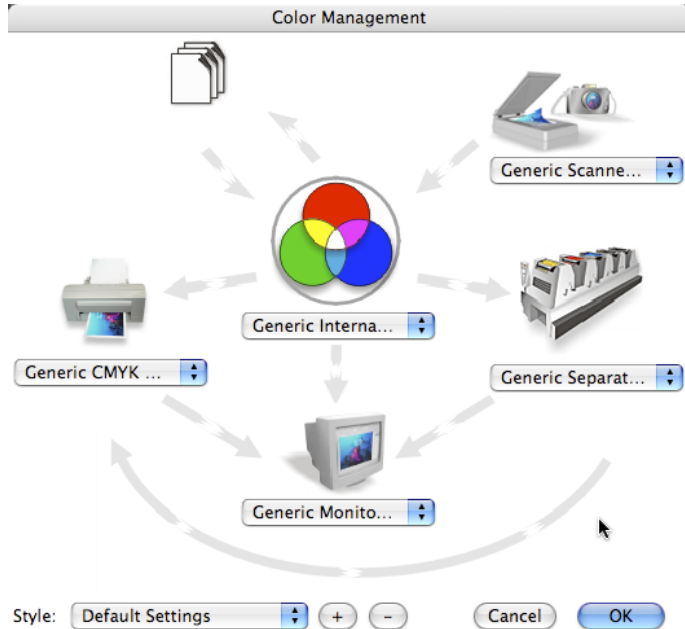 Color Management
Generic Scanne...
Generic Interna...
Generic CMYK ...
Generic Separat...
Generic Monito...
Style: Default Settings + - Cancel OK